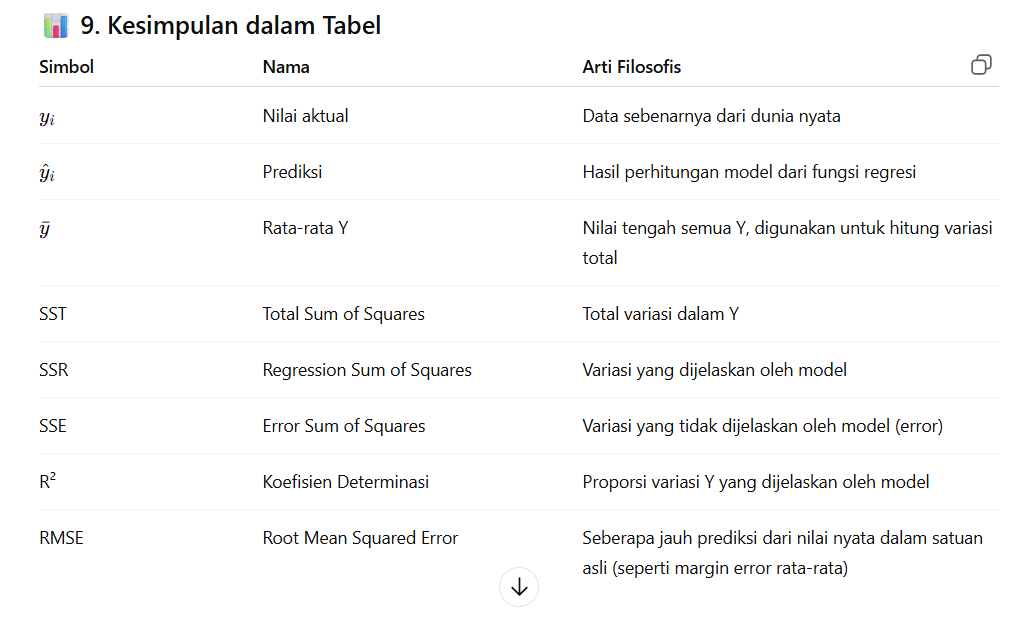 📊 9. Kesimpulan dalam Tabel
Simbol Nama Arti Filosofis
yᵢ Nilai aktual Data sebenarnya dari dunia nyata
ŷᵢ Prediksi Hasil perhitungan model dari fungsi regresi
ȳ Rata-rata Y Nilai tengah semua Y, digunakan untuk hitung variasi
total
SST Total Sum of Squares Total variasi dalam Y
SSR Regression Sum of Squares Variasi yang dijelaskan oleh model
SSE Error Sum of Squares Variasi yang tidak dijelaskan oleh model (error)
R² Koefisien Determinasi Proporsi variasi Y yang dijelaskan oleh model
RMSE Root Mean Squared Error Seberapa jauh prediksi dari nilai nyata dalam satuan
asli (seperti margin error rata-rata)